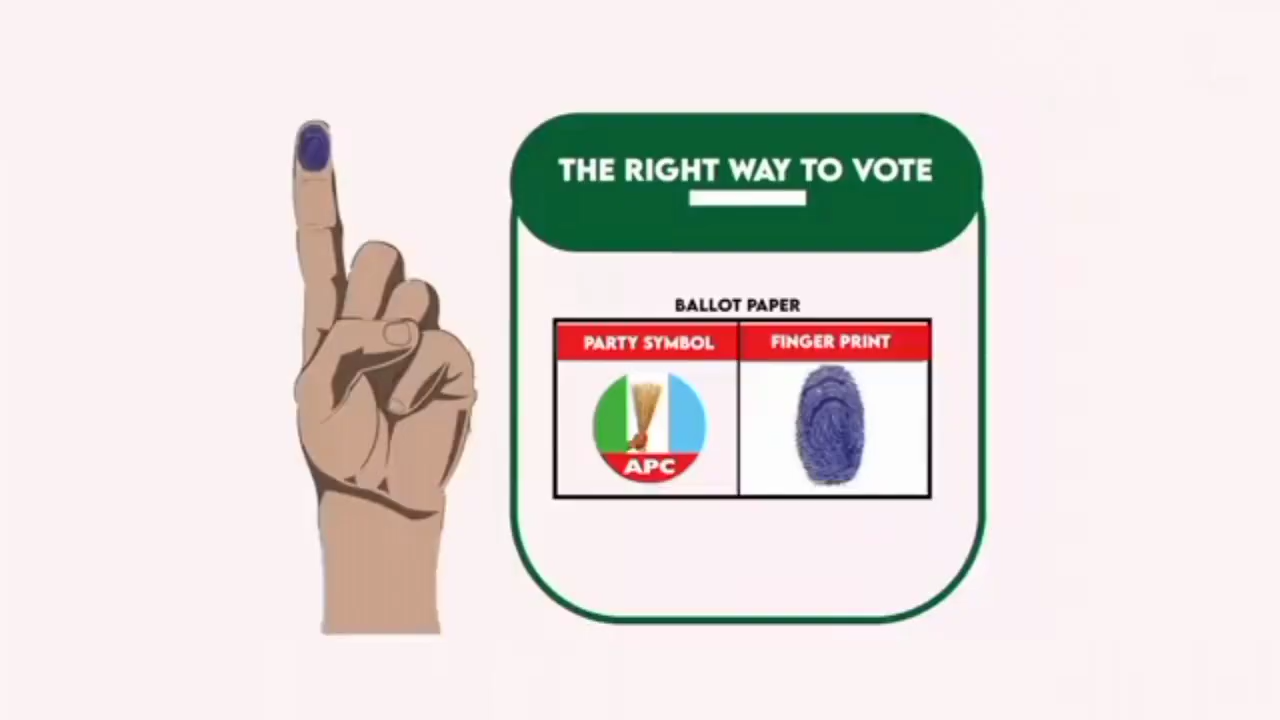 THE RIGHT WAY TO VOTE
BALLOT PAPER
PARTY SYMBOL
FINGER PRINT
APC